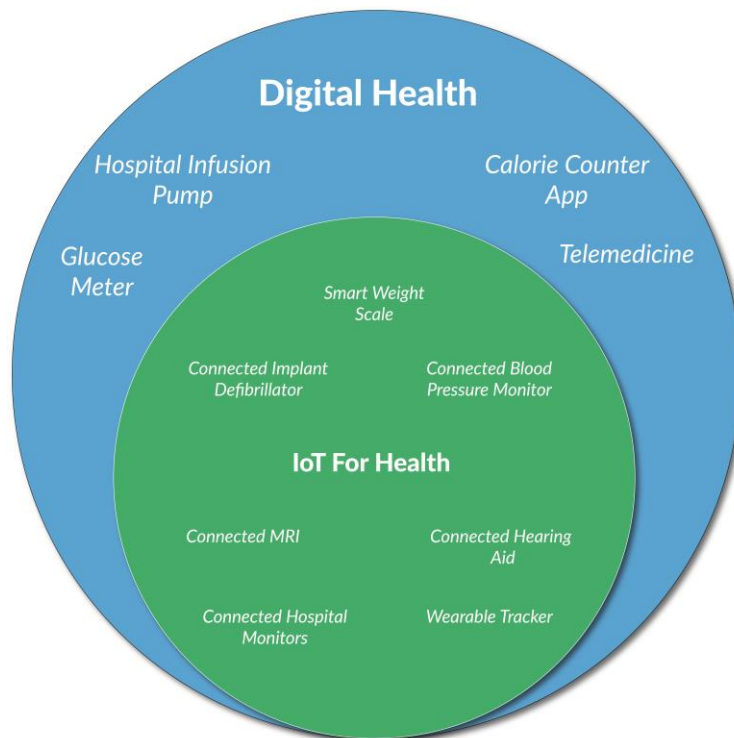 Digital Health
Hospital Infusion
Pump
Calorie Counter
App
Glucose
Meter
Telemedicine
Smart Weight
Scale
Connected Implant
Defibrillator
Connected Blood
Pressure Monitor
IoT For Health
Connected MRI
Connected Hearing
Aid
Connected Hospital
Monitors
Wearable Tracker